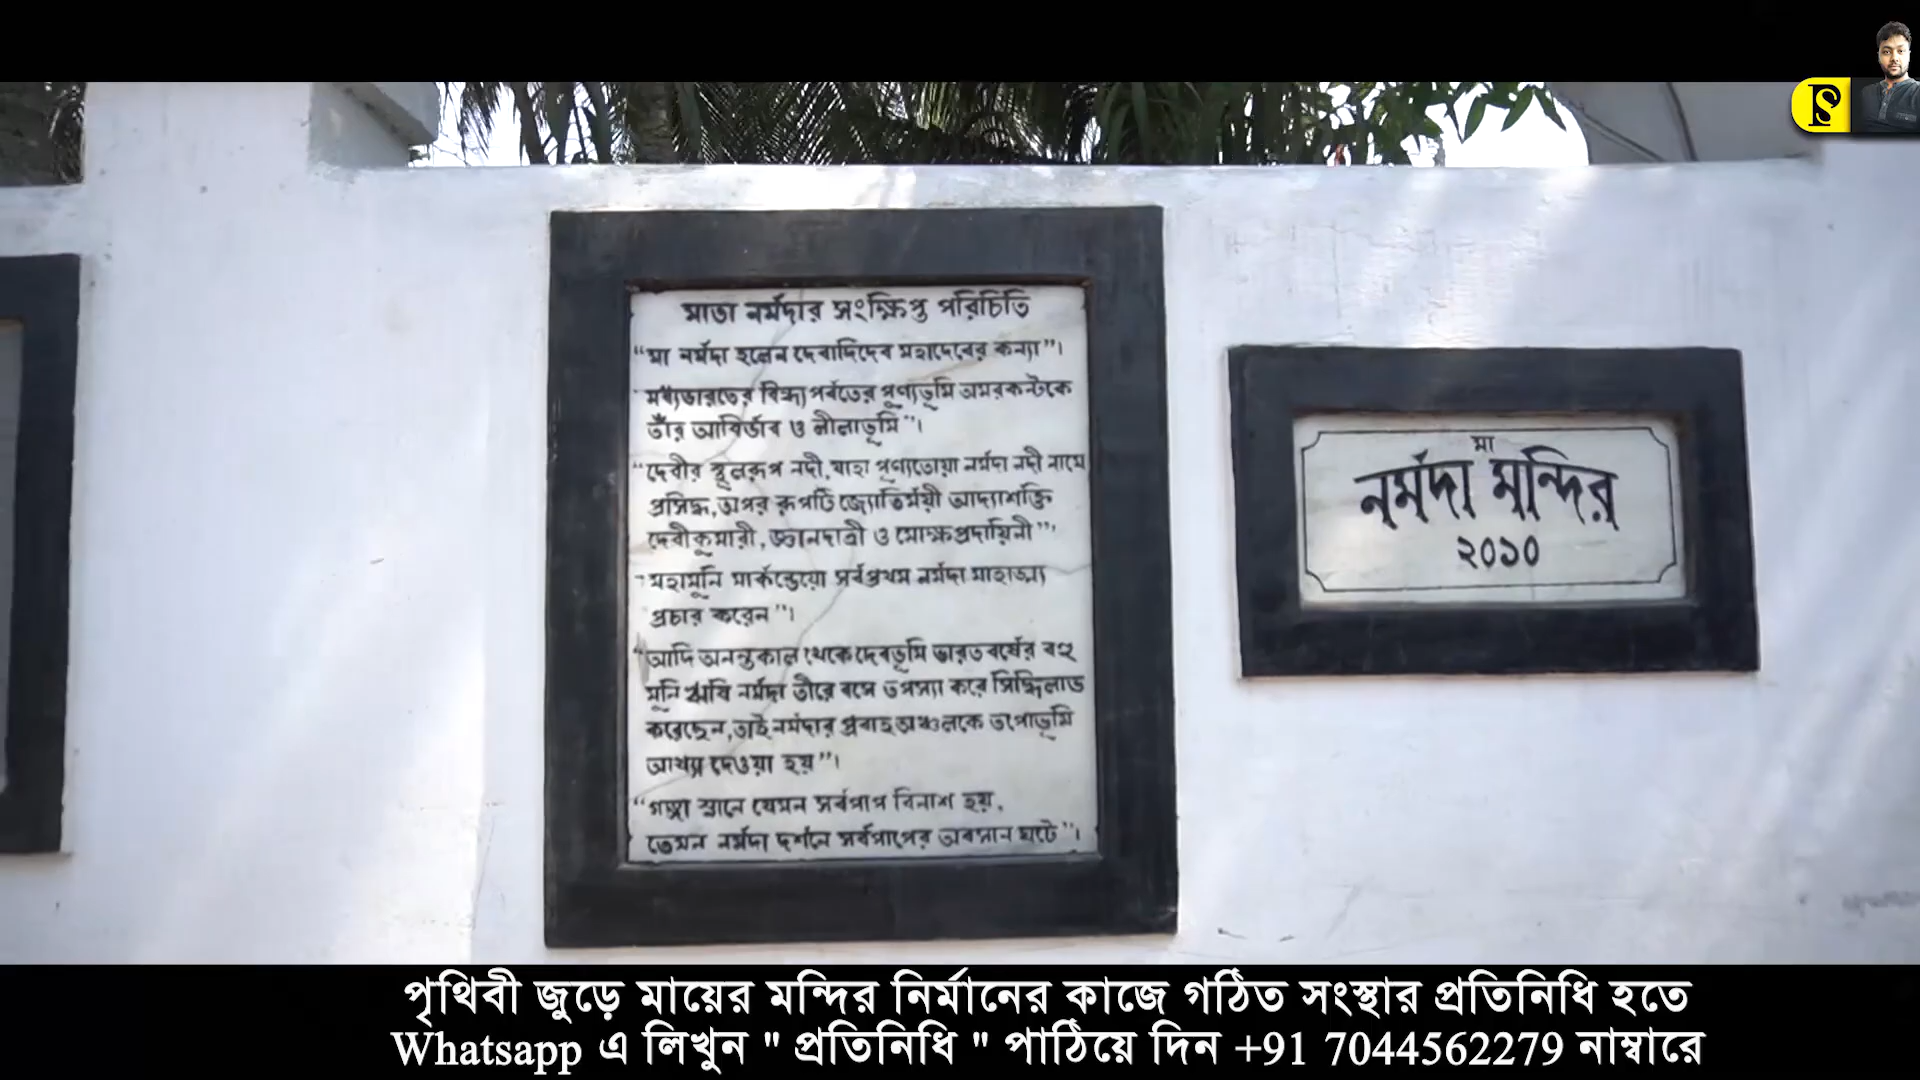 মাতা নর্মদার সংক্ষিপ্ত পরিচিতি
“মা নর্মদা হলেন দেবাদিদেব মহাদেবের কন্যা”।
মধ্যভারতের বিন্ধ্য পর্বতের পুণ্যভূমি অমরকন্টকে
তাঁর আবির্ভাব ও লীলাভূমি”।
“দেবীর স্থূলরূপ নদী, যাহা পুণ্যতোয়া নর্মদা নদী নামে
প্রসিদ্ধ, অপর রূপটি জ্যোতির্ময়ী আদ্যাশক্তি
দেবীকুমারী, জ্ঞানদাত্রী ও মোক্ষপ্রদায়িনী”।
“মহামুনি মার্কন্ডেয়ো সর্বপ্রথম নর্মদা মাহাত্ম্য
প্রচার করেন”।
“আদি অনন্তকাল থেকে দেবভূমি ভারতবর্ষের বহু
মুনি ঋষি নর্মদা তীরে বসে তপস্যা করে সিদ্ধিলাভ
করেছেন, তাই নর্মদার প্রবাহ অঞ্চলকে তপোভূমি
আখ্যা দেওয়া হয়”।
“গঙ্গা স্নানে যেমন সর্বপাপ বিনাশ হয়,
তেমন নর্মদা দর্শনে সর্বপাপের অবসান ঘটে”।
মা
নর্মদা মন্দির
২০১০
পৃথিবী জুড়ে মায়ের মন্দির নির্মানের কাজে গঠিত সংস্থার প্রতিনিধি হতে
Whatsapp এ লিখুন " প্রতিনিধি " পাঠিয়ে দিন +91 7044562279 নাম্বারে